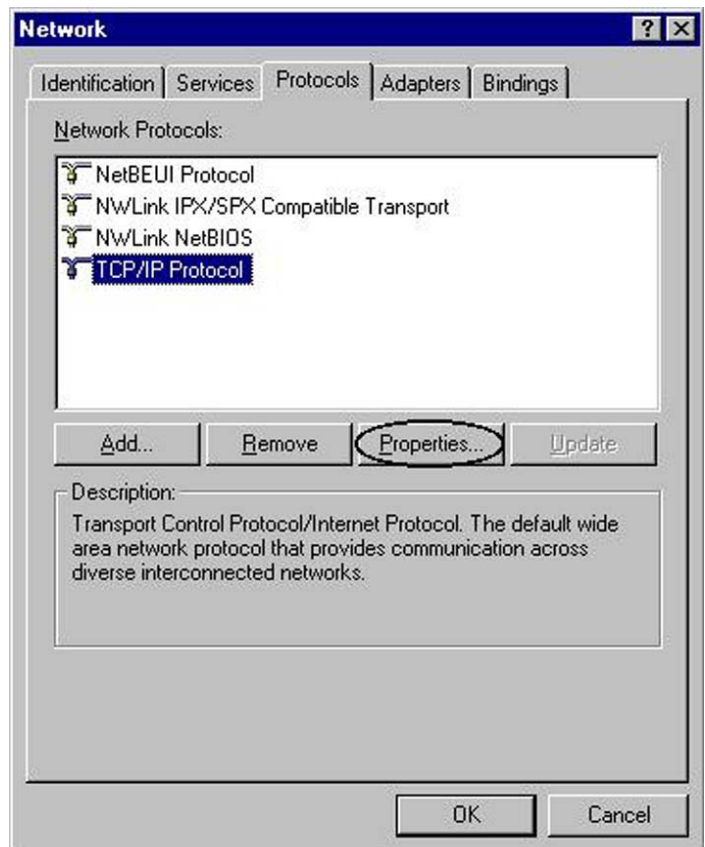 Network
Identification Services Protocols Adapters Bindings
Network Protocols:
NetBEUI Protocol
NWLink IPX/SPX Compatible Transport
NWLink NetBIOS
TCP/IP Protocol
Add... Remove Properties... Update
Description:
Transport Control Protocol/Internet Protocol. The default wide
area network protocol that provides communication across
diverse interconnected networks.
OK Cancel